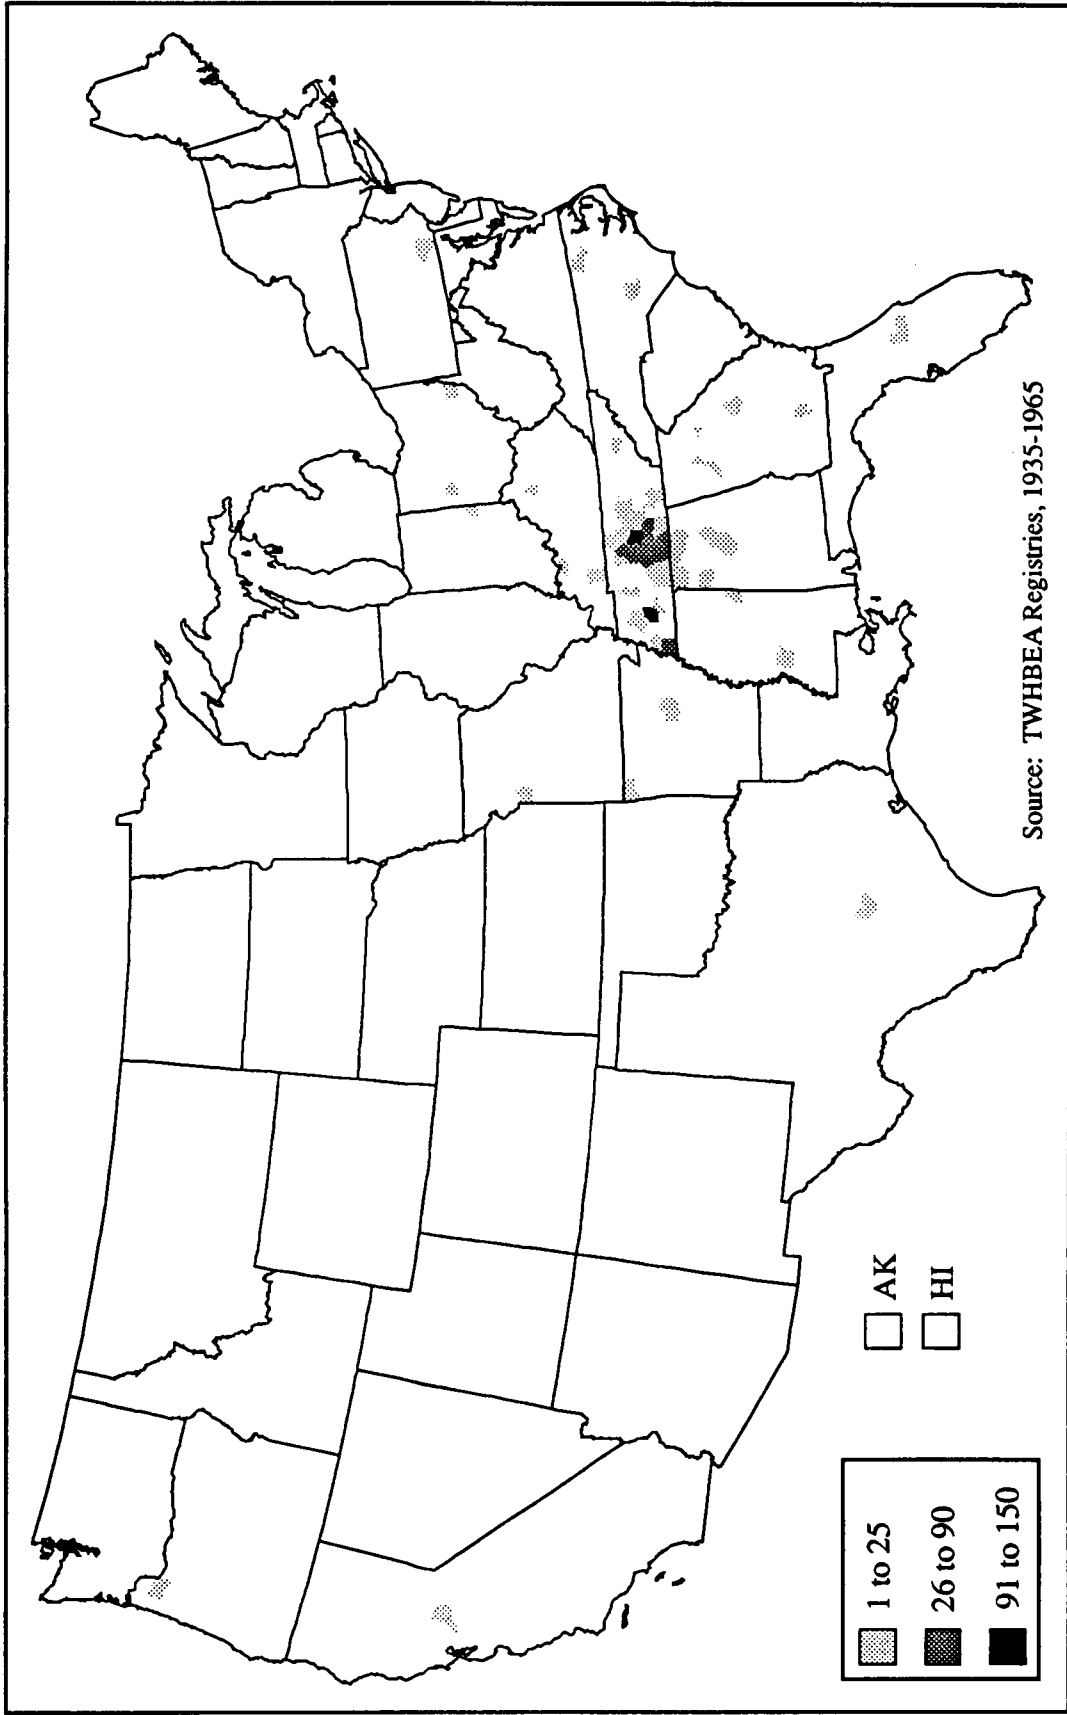 AK
HI
1 to 25
26 to 90
91 to 150
Source: TWHBEA Registries, 1935-1965